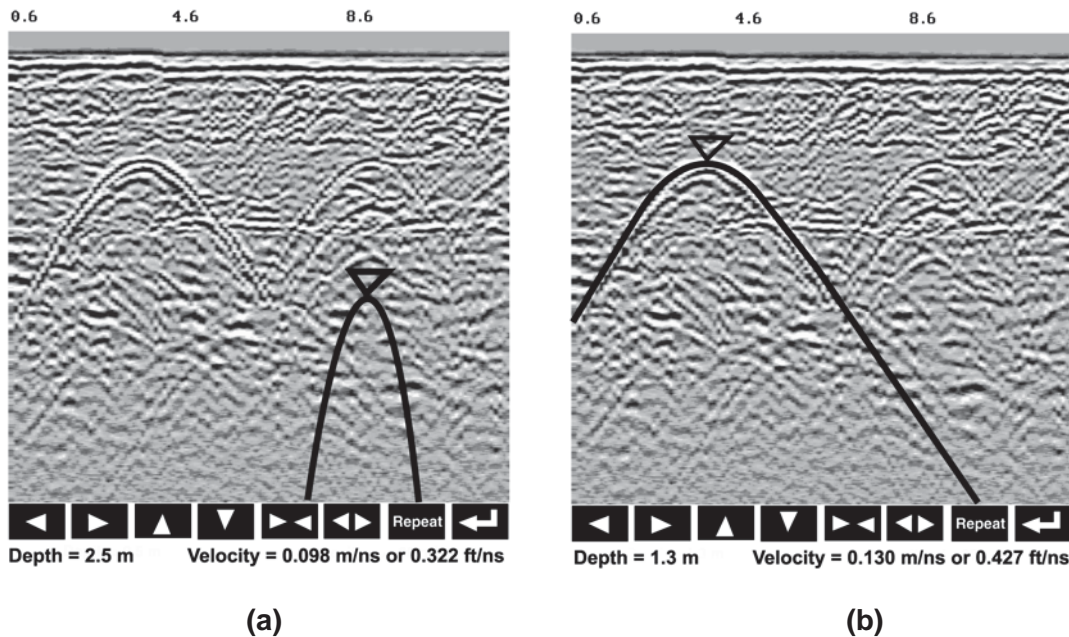 0.6 4.6 8.6
0.6 4.6 8.6
Repeat
Repeat
Depth = 2.5 m Velocity = 0.098 m/ns or 0.322 ft/ns
Depth = 1.3 m Velocity = 0.130 m/ns or 0.427 ft/ns
(a)
(b)